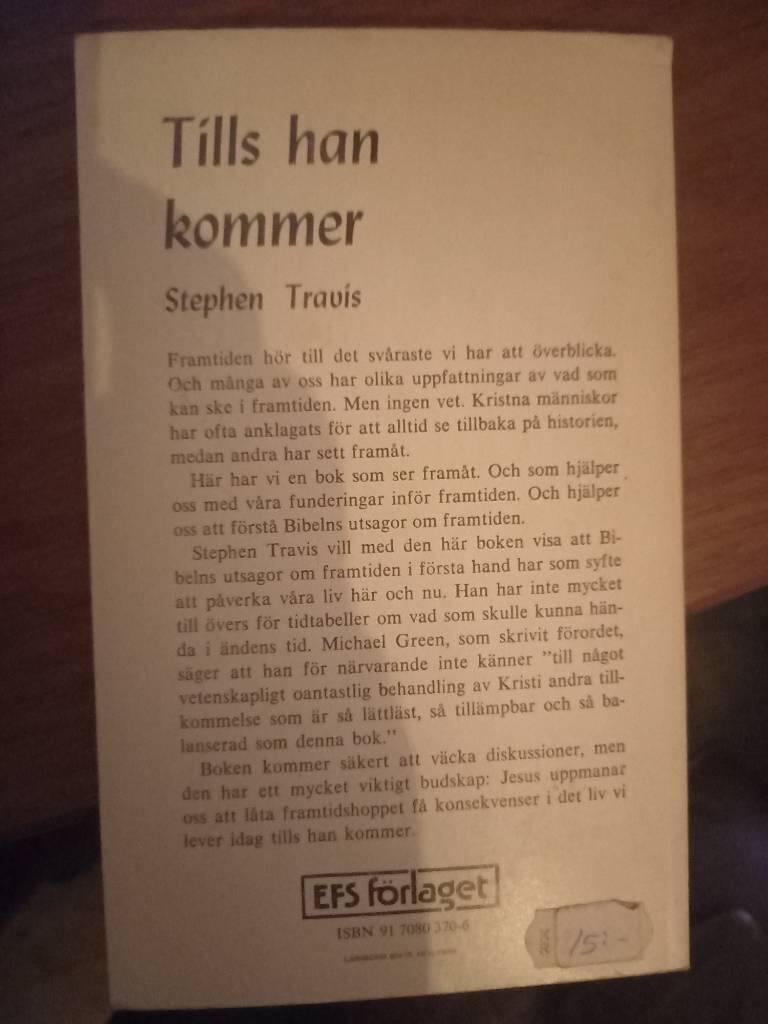 Tills han
kommer
Stephen Travis
Framtiden hör till det svåraste vi har att överblicka.
Och många av oss har olika uppfattningar av vad som
kan ske i framtiden. Men ingen vet. Kristna människor
har ofta anklagats för att alltid se tillbaka på historien,
medan andra har sett framåt.
Här har vi en bok som ser framåt. Och som hjälper
oss med våra funderingar inför framtiden. Och hjälper
oss att förstå Bibelns utsagor om framtiden.
Stephen Travis vill med den här boken visa att Bi-
belns utsagor om framtiden i första hand har som syfte
att påverka våra liv här och nu. Han har inte mycket
till övers för tidtabeller om vad som skulle kunna hän-
da i ändens tid. Michael Green, som skrivit förordet,
säger att han för närvarande inte känner "till något
vetenskapligt oantastlig behandling av Kristi andra till-
kommelse som är så lättläst, så tillämpbar och så ba-
lanserad som denna bok."
Boken kommer säkert att väcka diskussioner, men
den har ett mycket viktigt budskap: Jesus uppmanar
oss att låta framtidshoppet få konsekvenser i det liv vi
lever idag tills han kommer.
EFS förlaget
ISBN 91 7080 370-6
15:-